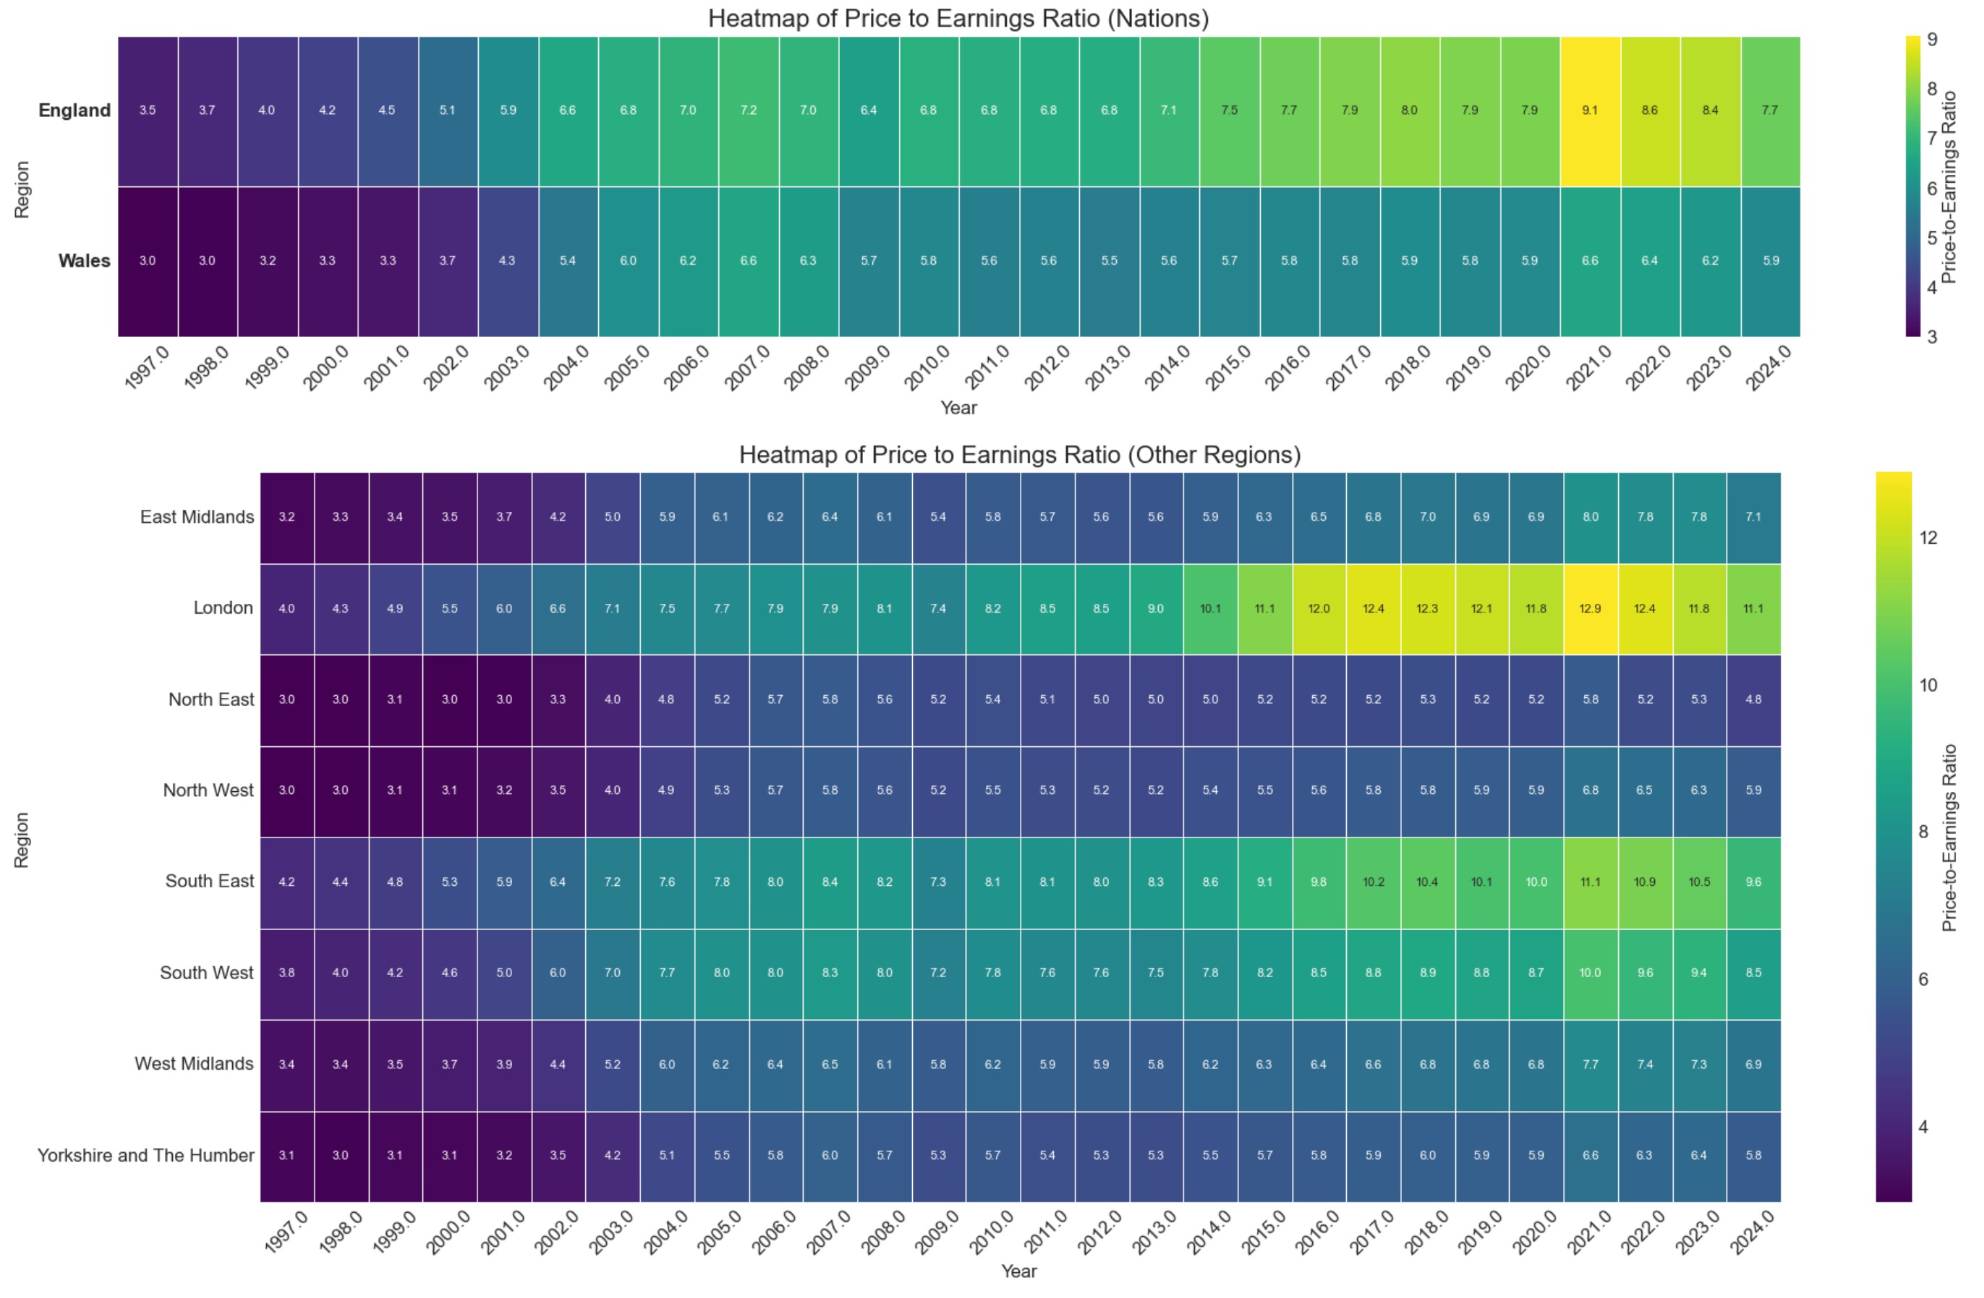 Heatmap of Price to Earnings Ratio (Nations)
Region
England 3.5 3.7 4.0 4.2 4.5 5.1 5.9 6.6 6.8 7.0 7.2 7.0 6.4 6.8 6.8 6.8 6.8 7.1 7.5 7.7 7.9 8.0 7.9 7.9 9.1 8.6 8.4 7.7
Wales 3.0 3.0 3.2 3.3 3.3 3.7 4.3 5.4 6.0 6.2 6.6 6.3 5.7 5.8 5.6 5.6 5.5 5.6 5.7 5.8 5.8 5.9 5.8 5.9 6.6 6.4 6.2 5.9
1997.0 1998.0 1999.0 2000.0 2001.0 2002.0 2003.0 2004.0 2005.0 2006.0 2007.0 2008.0 2009.0 2010.0 2011.0 2012.0 2013.0 2014.0 2015.0 2016.0 2017.0 2018.0 2019.0 2020.0 2021.0 2022.0 2023.0 2024.0
Year
9
8
7
6
5
4
3
Price-to-Earnings Ratio
Heatmap of Price to Earnings Ratio (Other Regions)
Region
East Midlands 3.2 3.3 3.4 3.5 3.7 4.2 5.0 5.9 6.1 6.2 6.4 6.1 5.4 5.8 5.7 5.6 5.6 5.9 6.3 6.5 6.8 7.0 6.9 6.9 8.0 7.8 7.8 7.1
London 4.0 4.3 4.9 5.5 6.0 6.6 7.1 7.5 7.7 7.9 7.9 8.1 7.4 8.2 8.5 8.5 9.0 10.1 11.1 12.0 12.4 12.3 12.1 11.8 12.9 12.4 11.8 11.1
North East 3.0 3.0 3.1 3.0 3.0 3.3 4.0 4.8 5.2 5.7 5.8 5.6 5.2 5.4 5.1 5.0 5.0 5.0 5.2 5.2 5.2 5.3 5.2 5.2 5.8 5.2 5.3 4.8
North West 3.0 3.0 3.1 3.1 3.2 3.5 4.0 4.9 5.3 5.7 5.8 5.6 5.2 5.5 5.3 5.2 5.2 5.4 5.5 5.6 5.8 5.8 5.9 5.9 6.8 6.5 6.3 5.9
South East 4.2 4.4 4.8 5.3 5.9 6.4 7.2 7.6 7.8 8.0 8.4 8.2 7.3 8.1 8.1 8.0 8.3 8.6 9.1 9.8 10.2 10.4 10.1 10.0 11.1 10.9 10.5 9.6
South West 3.8 4.0 4.2 4.6 5.0 6.0 7.0 7.7 8.0 8.0 8.3 8.0 7.2 7.8 7.6 7.6 7.5 7.8 8.2 8.5 8.8 8.9 8.8 8.7 10.0 9.6 9.4 8.5
West Midlands 3.4 3.4 3.5 3.7 3.9 4.4 5.2 6.0 6.2 6.4 6.5 6.1 5.8 6.2 5.9 5.9 5.8 6.2 6.3 6.4 6.6 6.8 6.8 6.8 7.7 7.4 7.3 6.9
Yorkshire and The Humber 3.1 3.0 3.1 3.1 3.2 3.5 4.2 5.1 5.5 5.8 6.0 5.7 5.3 5.7 5.4 5.3 5.3 5.5 5.7 5.8 5.9 6.0 5.9 5.9 6.6 6.3 6.4 5.8
1997.0 1998.0 1999.0 2000.0 2001.0 2002.0 2003.0 2004.0 2005.0 2006.0 2007.0 2008.0 2009.0 2010.0 2011.0 2012.0 2013.0 2014.0 2015.0 2016.0 2017.0 2018.0 2019.0 2020.0 2021.0 2022.0 2023.0 2024.0
Year
12
10
8
6
4
Price-to-Earnings Ratio